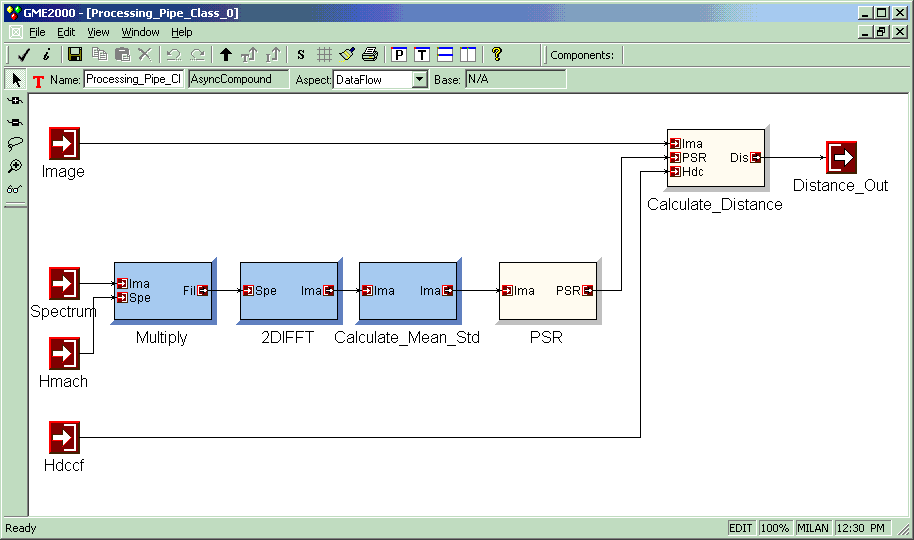 GME2000 - [Processing_Pipe_Class_0]
File Edit View Window Help
i S P T ? Components:
T Name: Processing_Pipe_Cl AsyncCompound Aspect: DataFlow Base: N/A
Image
Ima
PSR Dis
Hdc
Calculate_Distance
Distance_Out
Spectrum
Hmach
Hdccf
Ima Fil
Spe
Multiply
Spe Ima
2DIFFT
Ima Ima
Calculate_Mean_Std
Ima PSR
PSR
Ready EDIT 100% MILAN 12:30 PM